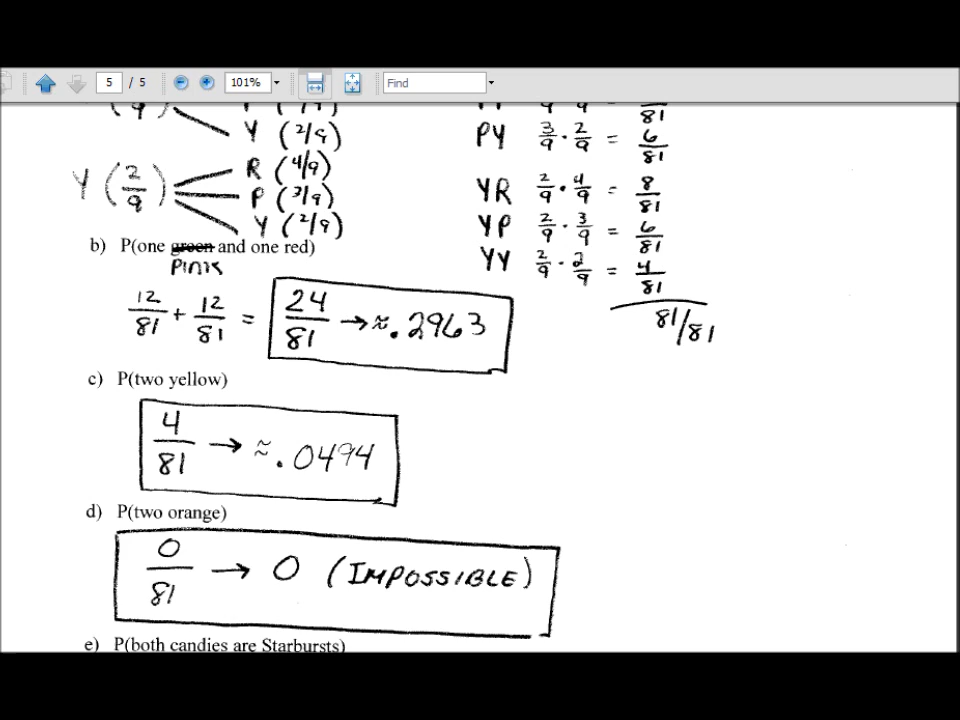 5 / 5 101% Find
9
Y (2/9)
81
PY 3/9 · 2/9 = 6/81
Y (2/9) R (4/9)
P (3/9)
Y (2/9)
YR 2/9 · 4/9 = 8/81
YP 2/9 · 3/9 = 6/81
YY 2/9 · 2/9 = 4/81
81/81
b) P(one green and one red)
PINK
12/81 + 12/81 = 24/81 → ≈ .2963
c) P(two yellow)
4/81 → ≈ .0494
d) P(two orange)
0/81 → 0 (IMPOSSIBLE)
e) P(both candies are Starbursts)